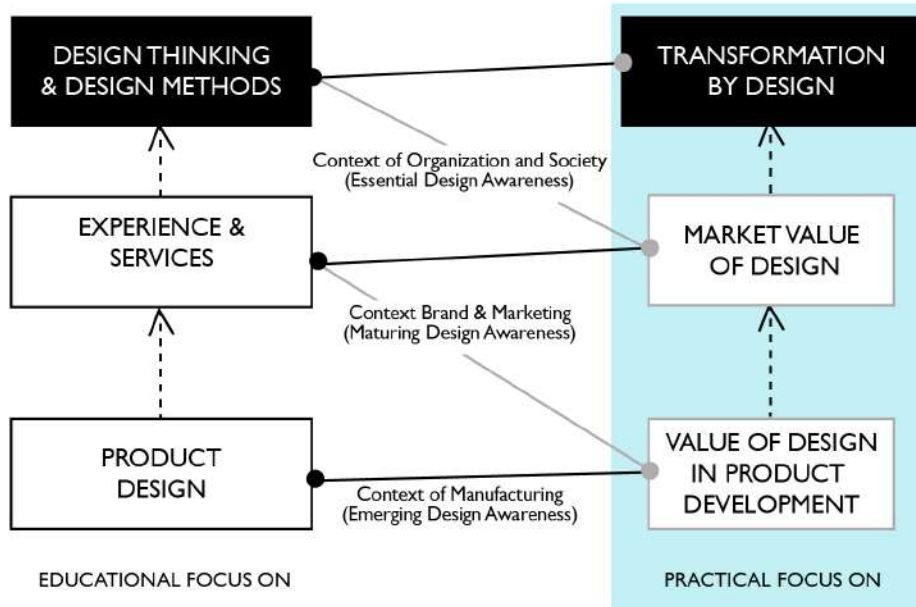 DESIGN THINKING
& DESIGN METHODS
TRANSFORMATION
BY DESIGN
Context of Organization and Society
(Essential Design Awareness)
EXPERIENCE &
SERVICES
MARKET VALUE
OF DESIGN
Context Brand & Marketing
(Maturing Design Awareness)
PRODUCT
DESIGN
VALUE OF DESIGN
IN PRODUCT
DEVELOPMENT
Context of Manufacturing
(Emerging Design Awareness)
EDUCATIONAL FOCUS ON
PRACTICAL FOCUS ON